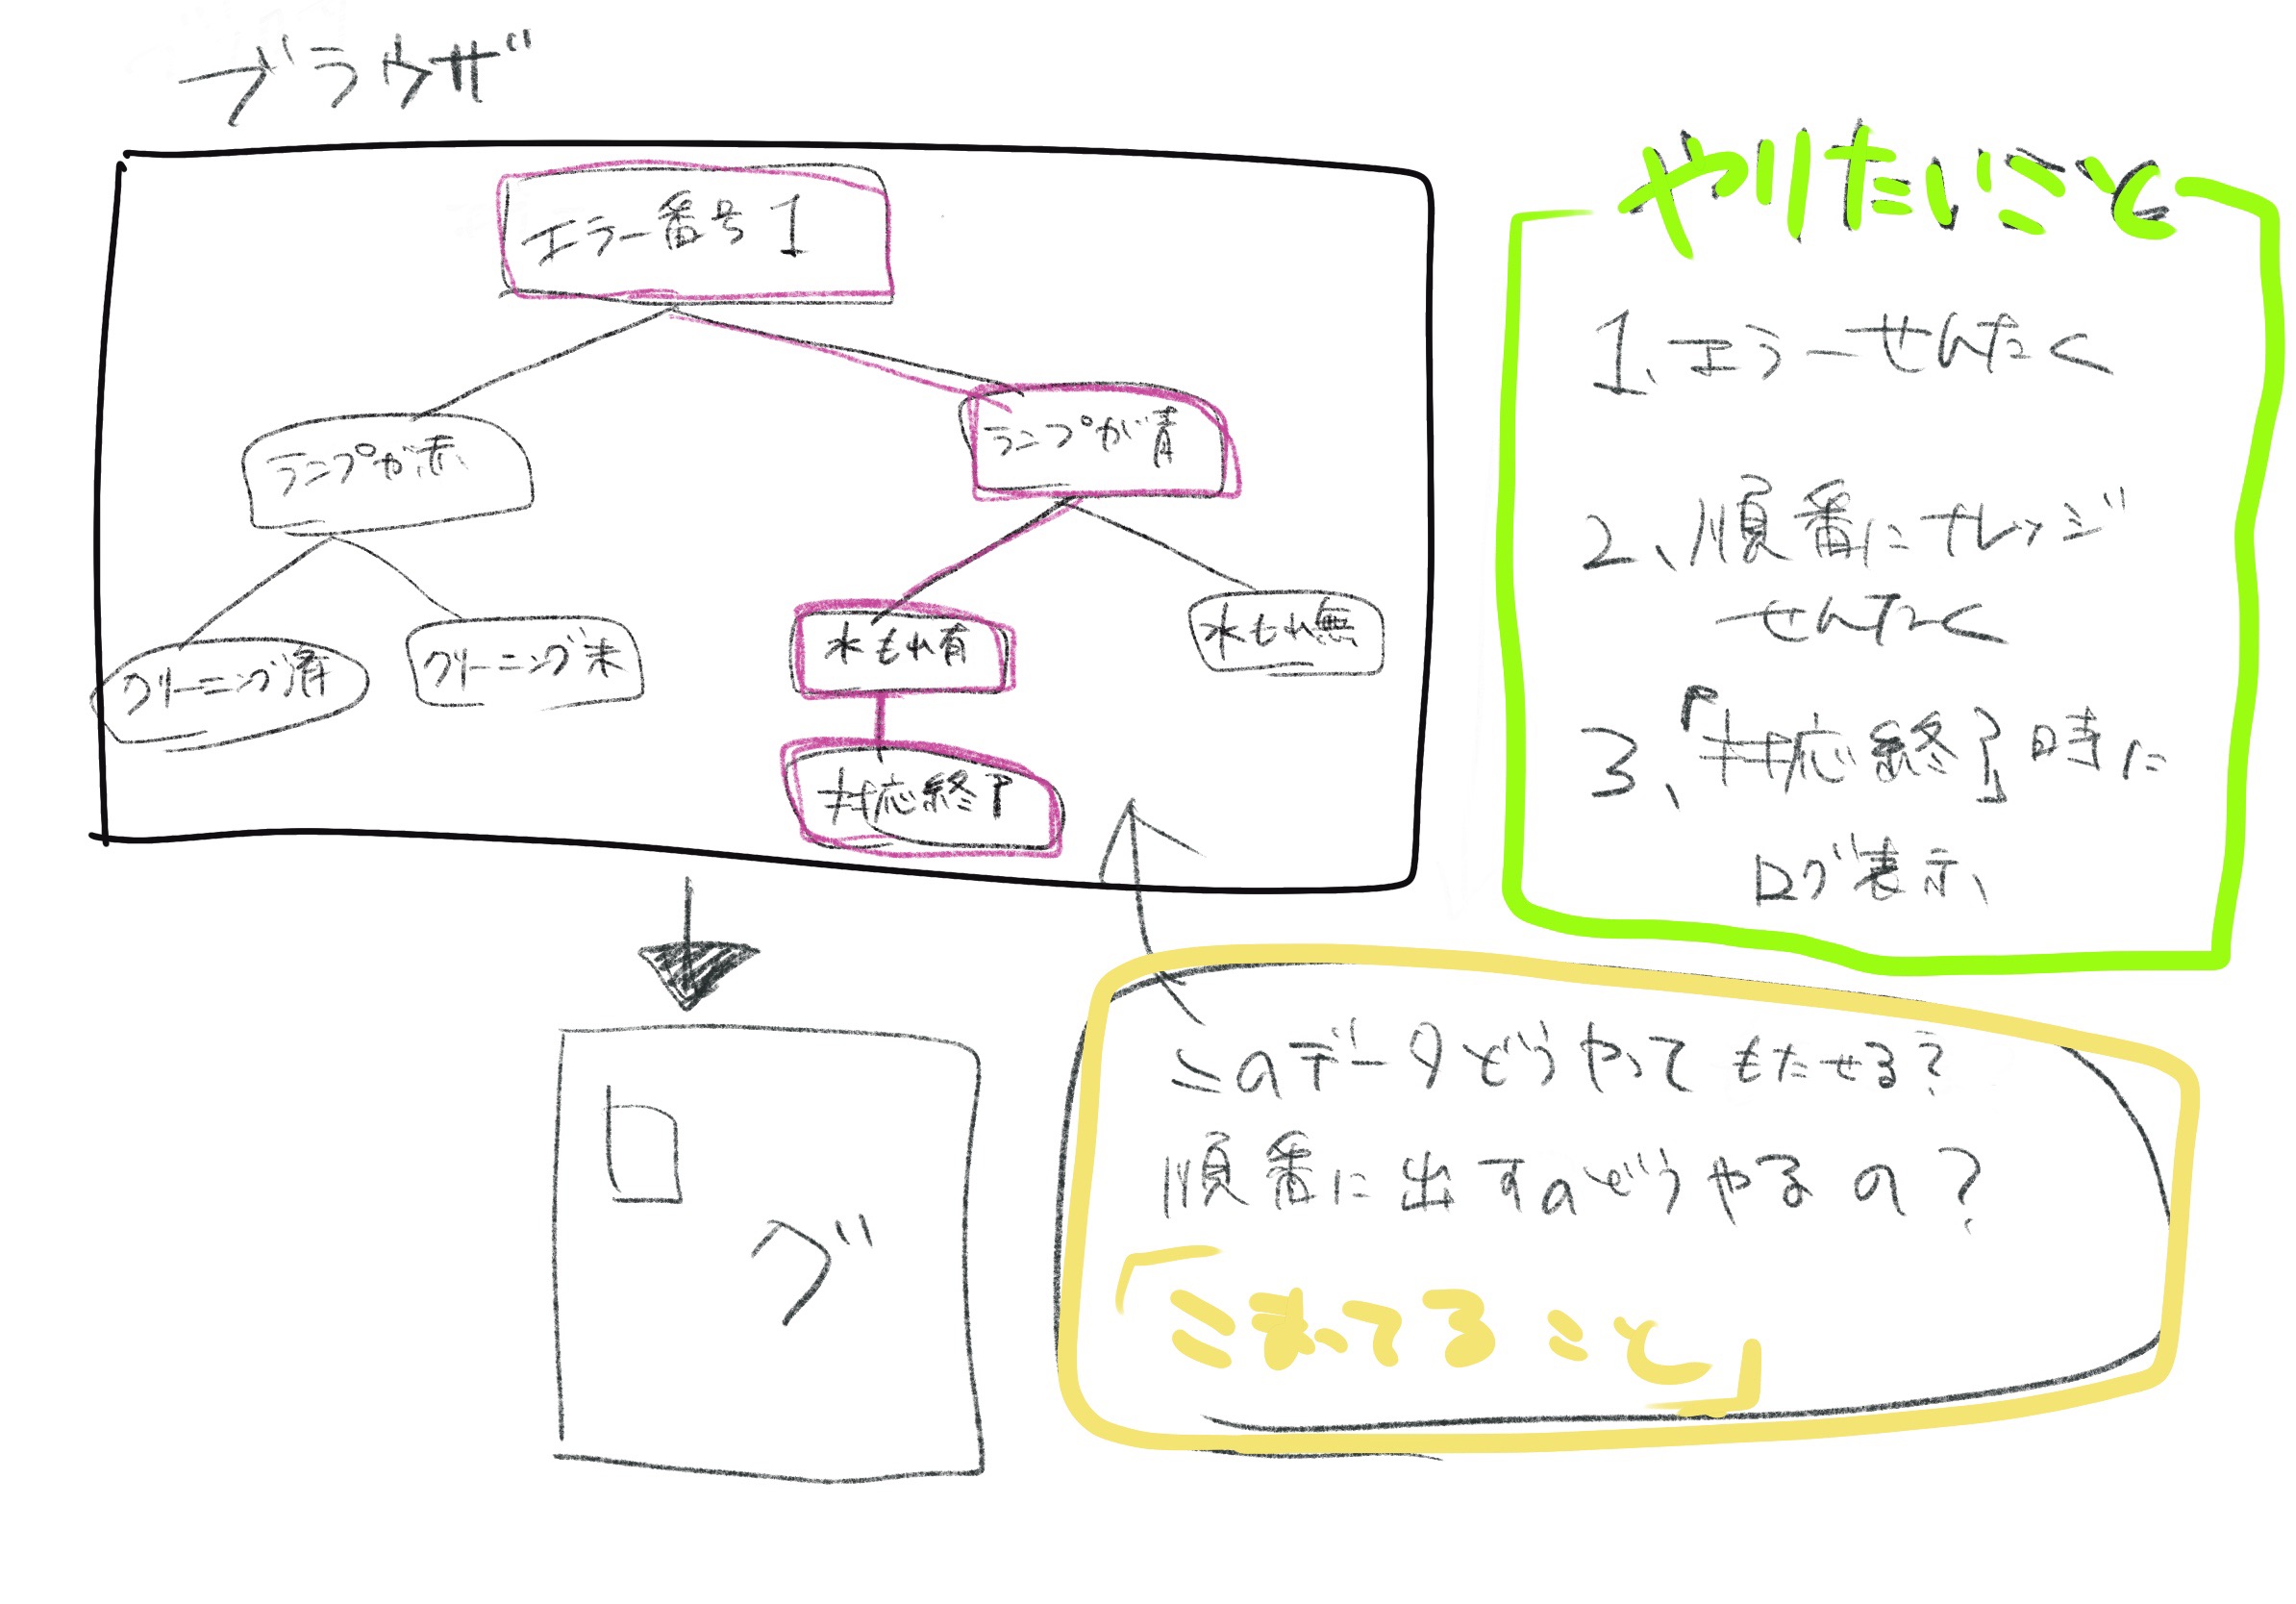 ブラウザ
エラー番号1
ランプが赤
ランプが青
クリーニング済
クリーニング未
水もれ有
水もれ無
対応終了
ログ
やりたいこと
1、エラーせんたく
2、順番にナレッジ
せんたく
3、「対応終了」時に
ログ表示、
このデータどうやってもたせる?
順番に出すのどうやるの?
「こまってること」